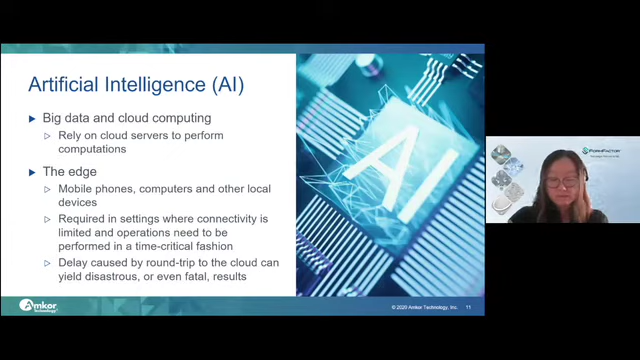 Artificial Intelligence (AI)
Big data and cloud computing
Rely on cloud servers to perform
computations
The edge
Mobile phones, computers and other local
devices
Required in settings where connectivity is
limited and operations need to be
performed in a time-critical fashion
Delay caused by round-trip to the cloud can
yield disastrous, or even fatal, results
AI
Amkor
Technology
© 2020 Amkor Technology, Inc.
11
FORMFACTOR